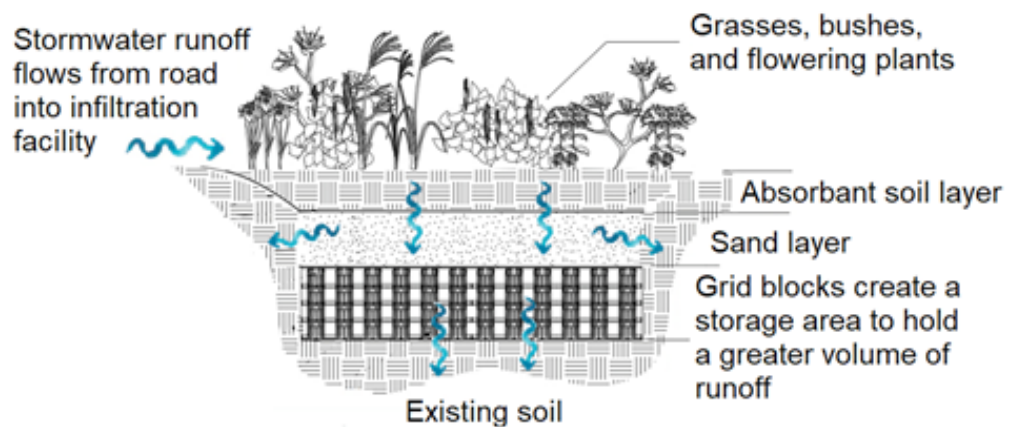 Stormwater runoff
flows from road
into infiltration
facility
Grasses, bushes,
and flowering plants
Absorbant soil layer
Sand layer
Grid blocks create a
storage area to hold
a greater volume of
runoff
Existing soil